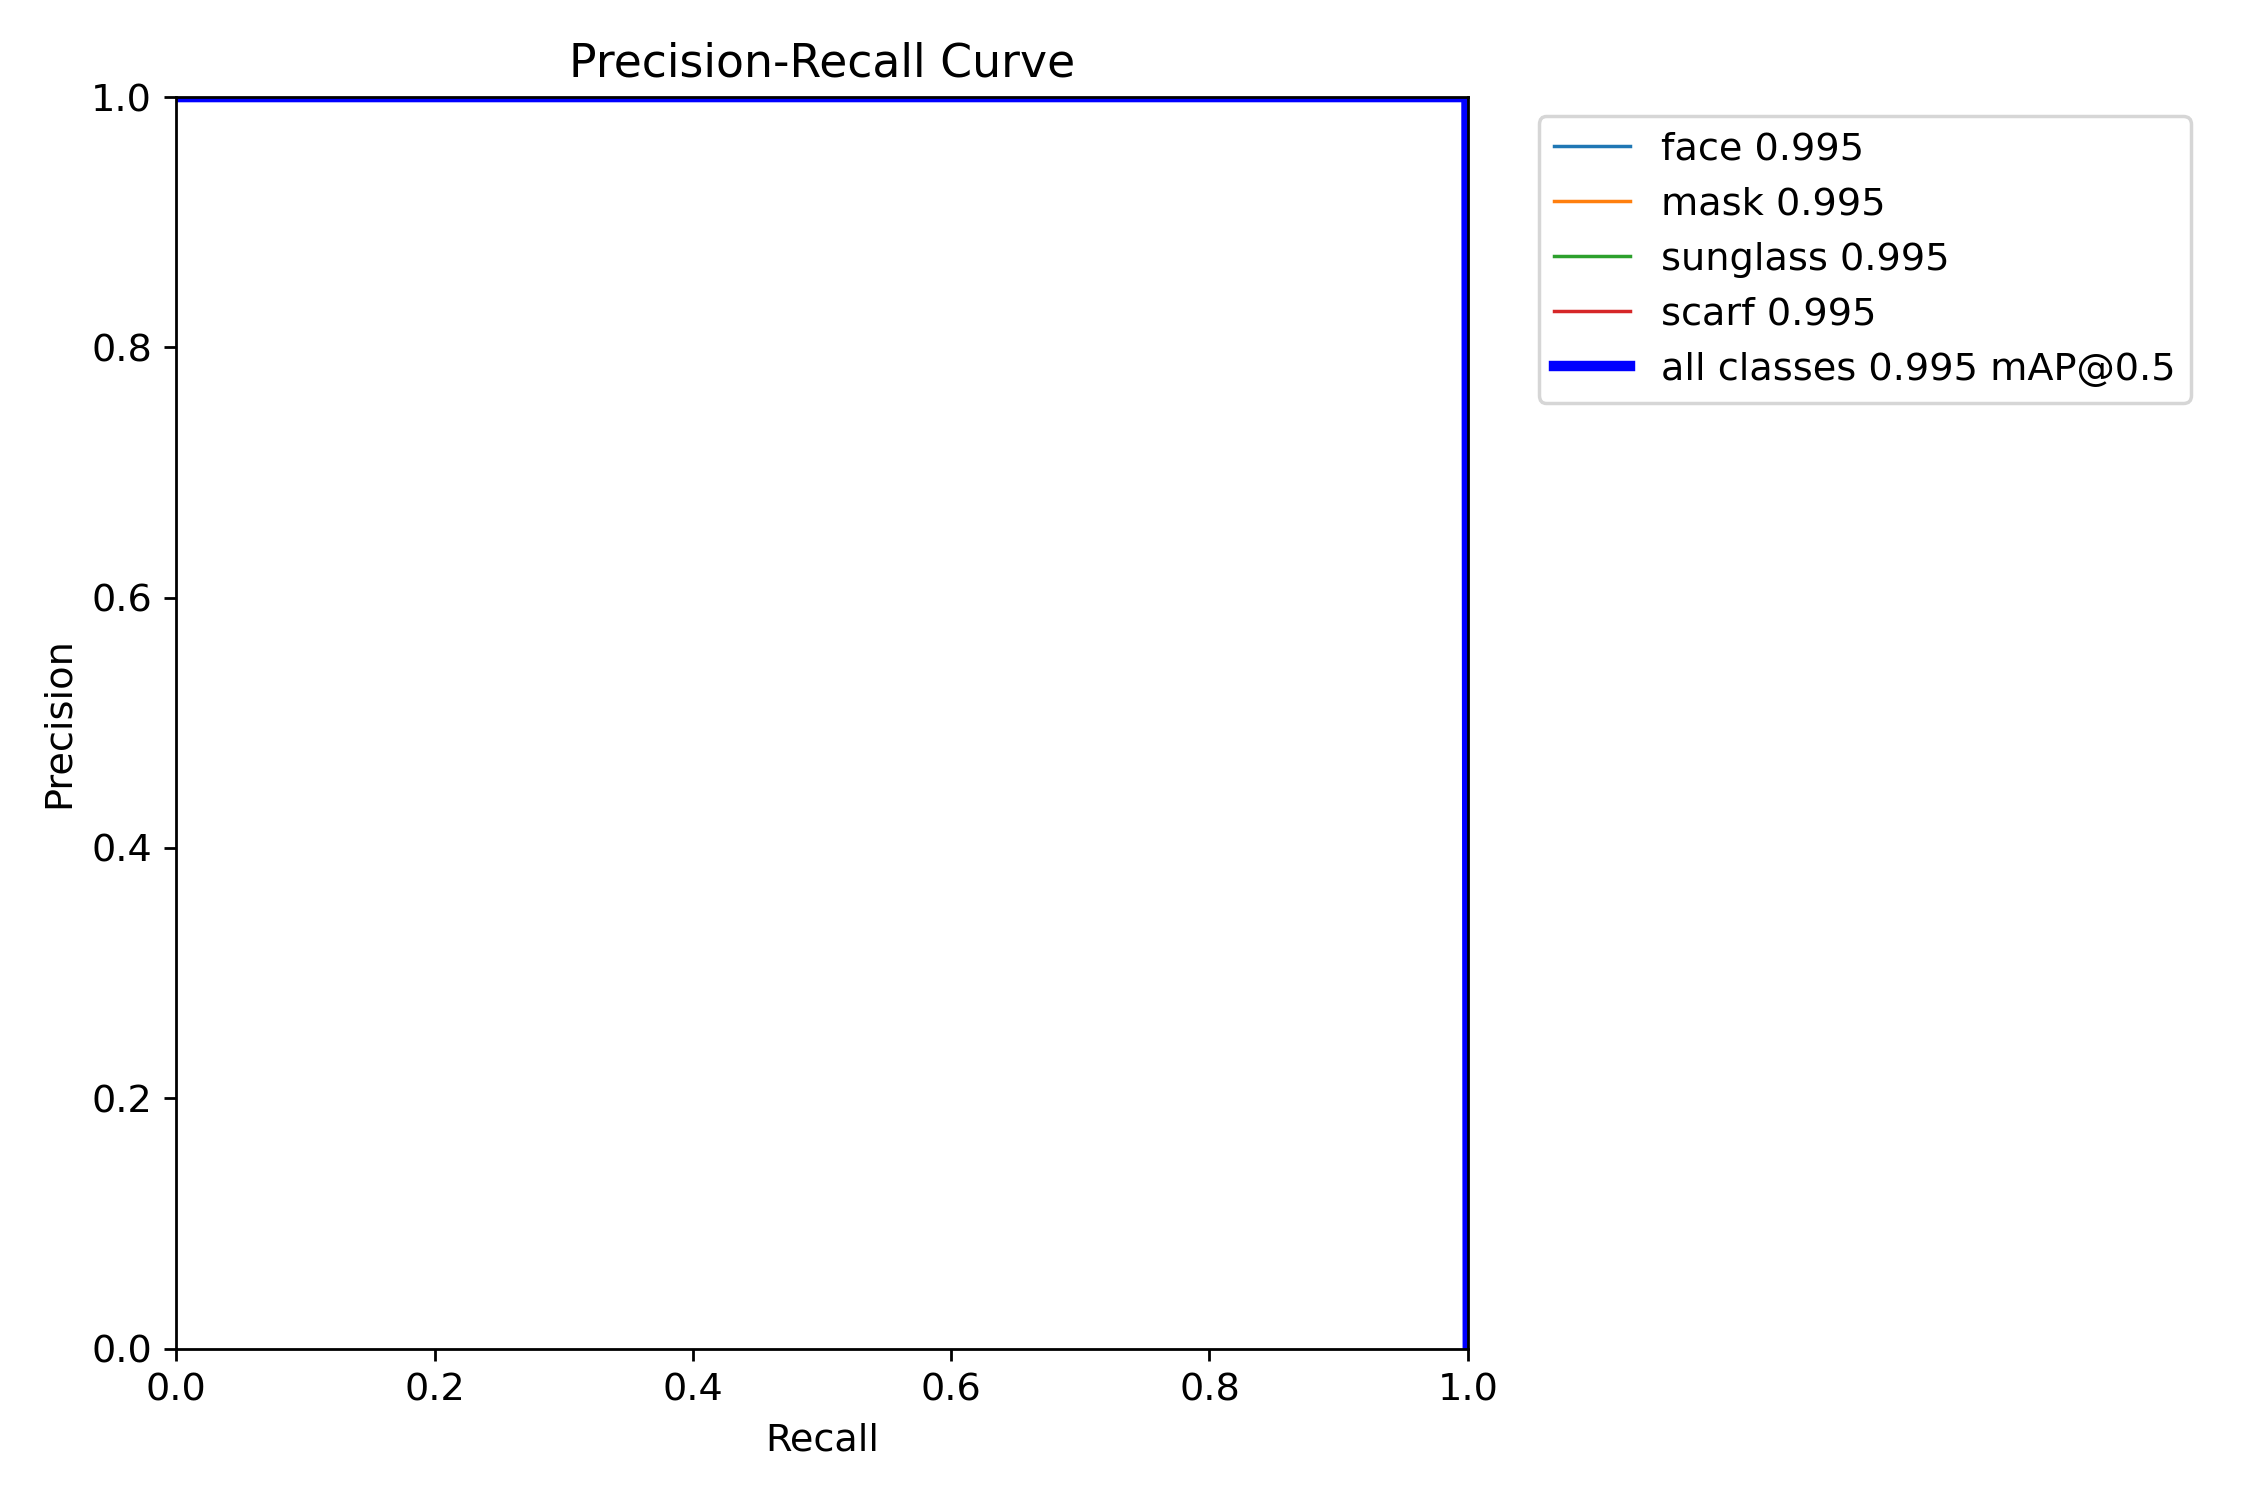 Precision-Recall Curve
1.0
0.8
0.6
0.4
0.2
0.0
Precision
0.0 0.2 0.4 0.6 0.8 1.0
Recall
face 0.995
mask 0.995
sunglass 0.995
scarf 0.995
all classes 0.995 mAP@0.5